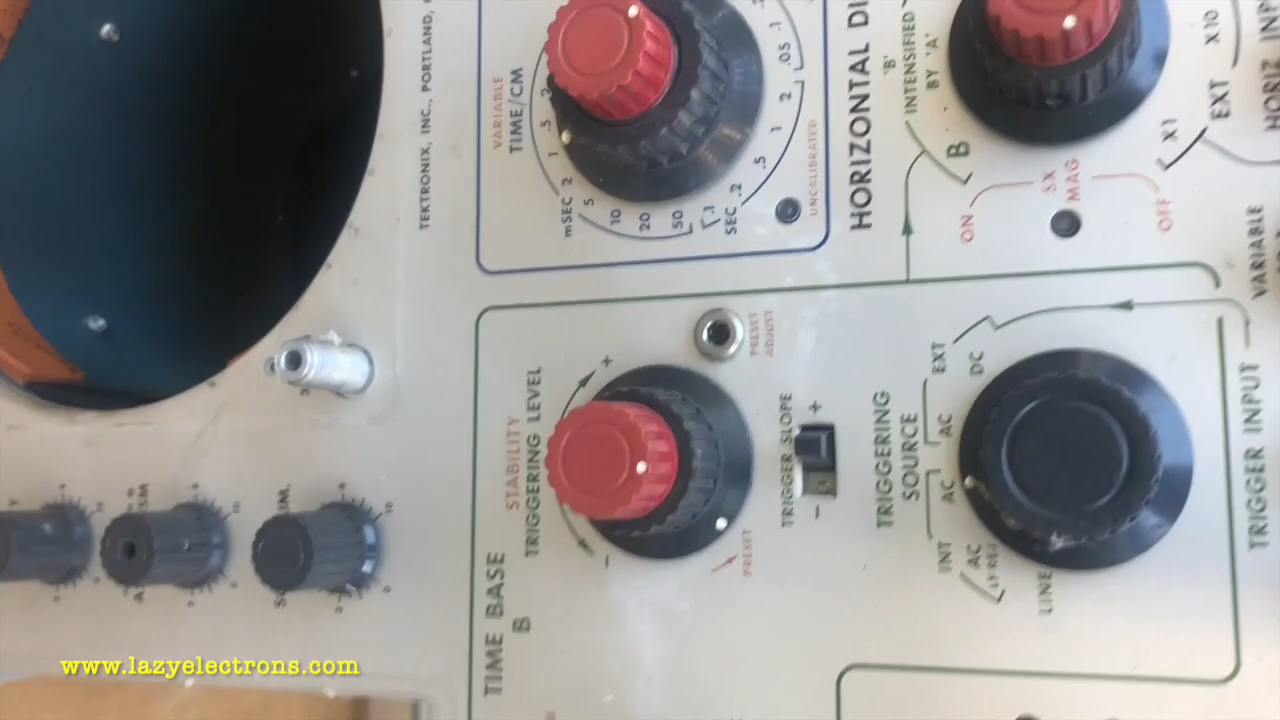 TEKTRONIX, INC., PORTLAND,
VARIABLE
TIME/CM
.2
.5
1
2
mSEC
5
10
20
50
.1
SEC
.2
.5
1
2
.05
.1
UNCALIBRATED
HORIZONTAL DI
'B'
INTENSIFIED
BY 'A'
B
ON
5X
MAG
OFF
X1
EXT
X10
HORIZ INP
VARIABLE
TIME BASE
B
STABILITY
TRIGGERING LEVEL
+
-
PRESET
ADJUST
PRESET
TRIGGER SLOPE
+
-
TRIGGERING
SOURCE
EXT
DC
AC
AC
INT
AC
LF REJ
LINE
TRIGGER INPUT
www.lazyelectrons.com